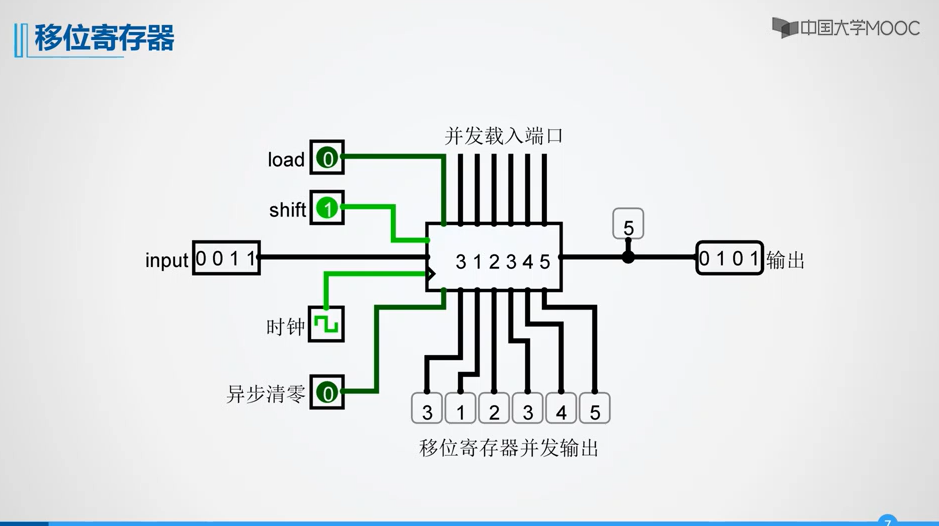 移位寄存器
中国大学MOOC
并发载入端口
load 0
shift 1
5
input 0 0 1 1
3 1 2 3 4 5
0 1 0 1 输出
时钟
异步清零 0
3 1 2 3 4 5
移位寄存器并发输出
7